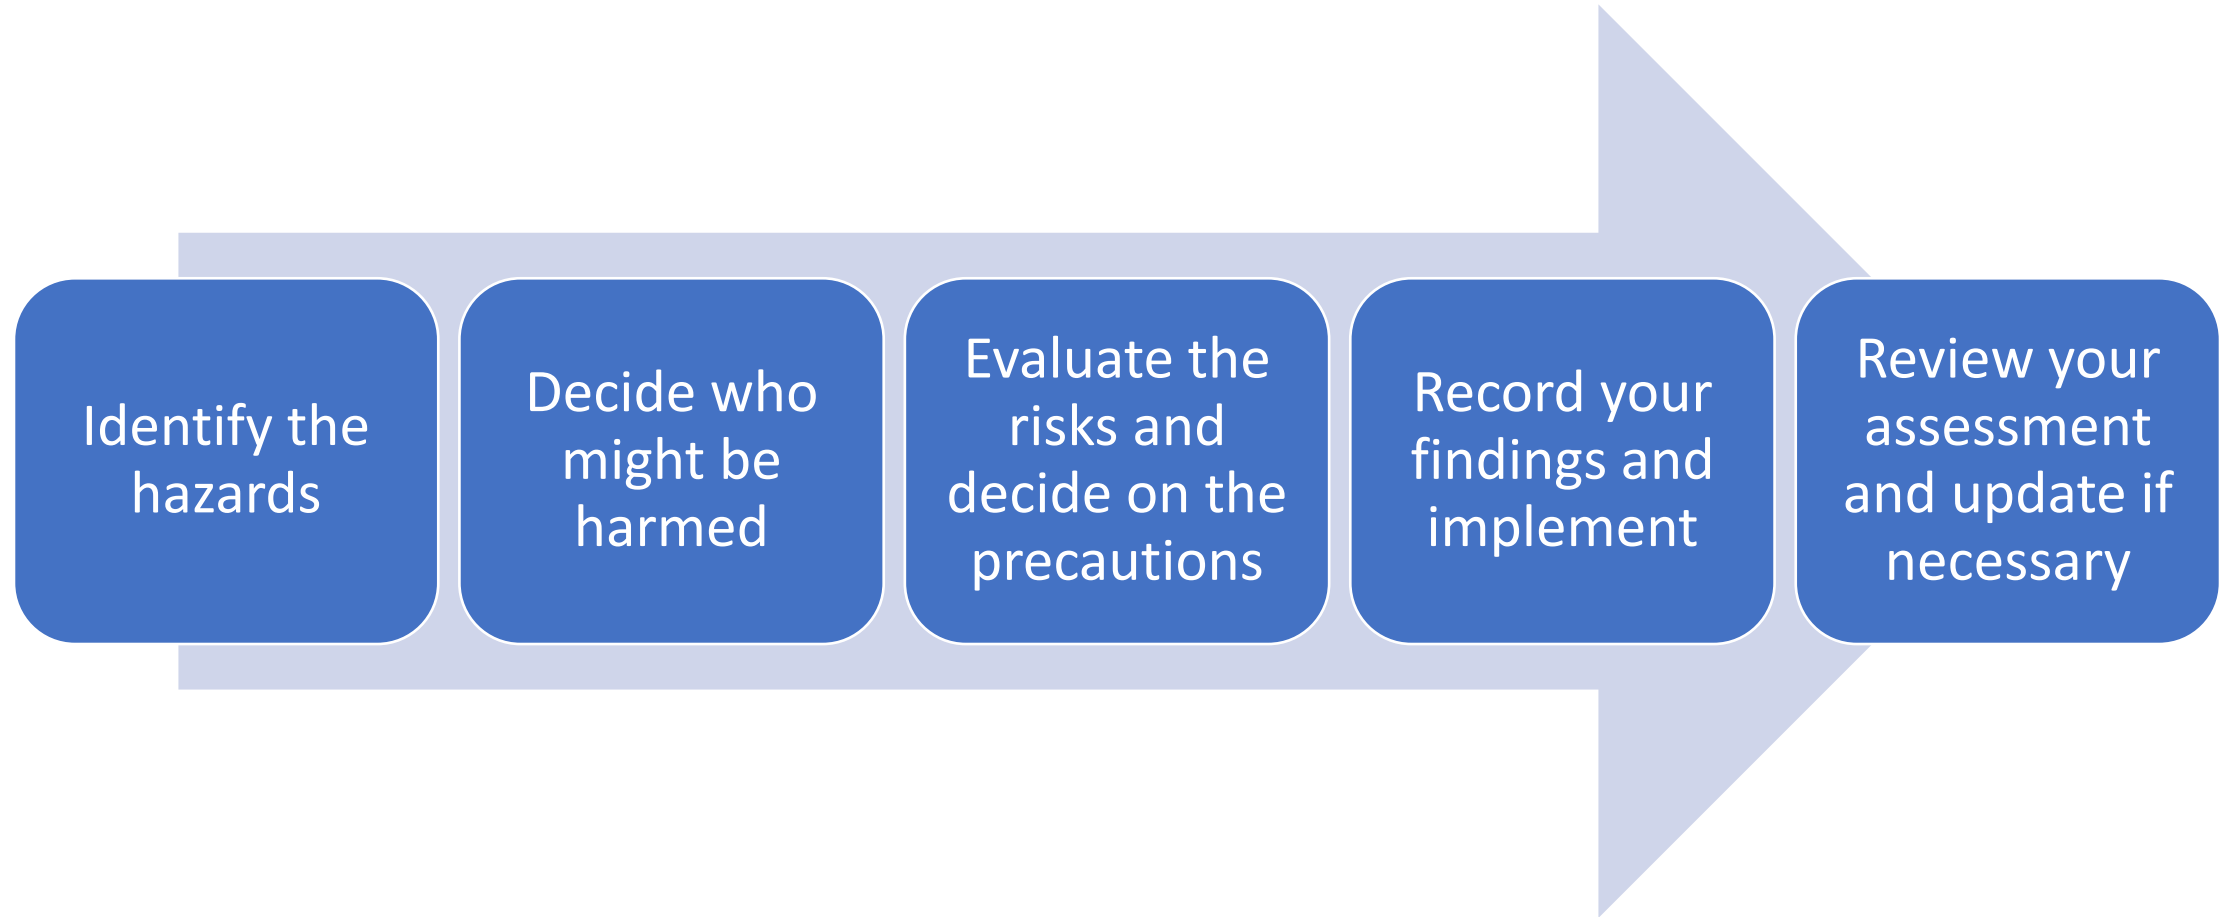 Identify the
hazards
Decide who
might be
harmed
Evaluate the
risks and
decide on the
precautions
Record your
findings and
implement
Review your
assessment
and update if
necessary